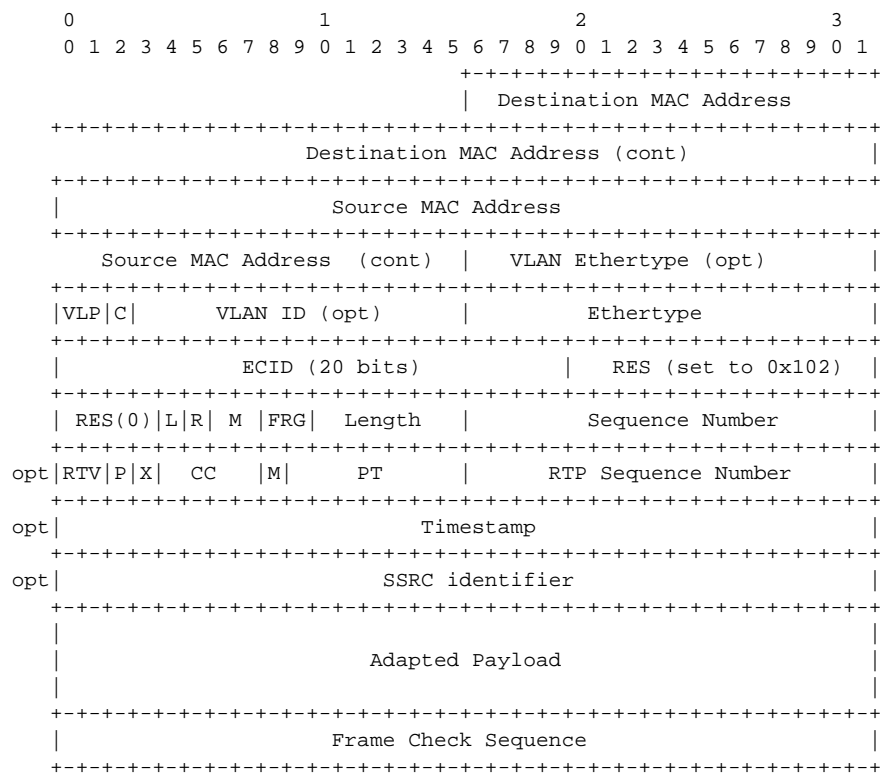 0                   1                   2                   3
0 1 2 3 4 5 6 7 8 9 0 1 2 3 4 5 6 7 8 9 0 1 2 3 4 5 6 7 8 9 0 1
+-+-+-+-+-+-+-+-+-+-+-+-+-+-+-+-+
| Destination MAC Address
+-+-+-+-+-+-+-+-+-+-+-+-+-+-+-+-+-+-+-+-+-+-+-+-+-+-+-+-+-+-+-+-+
Destination MAC Address (cont) |
+-+-+-+-+-+-+-+-+-+-+-+-+-+-+-+-+-+-+-+-+-+-+-+-+-+-+-+-+-+-+-+-+
| Source MAC Address
+-+-+-+-+-+-+-+-+-+-+-+-+-+-+-+-+-+-+-+-+-+-+-+-+-+-+-+-+-+-+-+-+
Source MAC Address (cont) | VLAN Ethertype (opt) |
+-+-+-+-+-+-+-+-+-+-+-+-+-+-+-+-+-+-+-+-+-+-+-+-+-+-+-+-+-+-+-+-+
|VLP|C| VLAN ID (opt) | Ethertype |
+-+-+-+-+-+-+-+-+-+-+-+-+-+-+-+-+-+-+-+-+-+-+-+-+-+-+-+-+-+-+-+-+
| ECID (20 bits) | RES (set to 0x102) |
+-+-+-+-+-+-+-+-+-+-+-+-+-+-+-+-+-+-+-+-+-+-+-+-+-+-+-+-+-+-+-+-+
| RES(0)|L|R| M |FRG| Length | Sequence Number |
+-+-+-+-+-+-+-+-+-+-+-+-+-+-+-+-+-+-+-+-+-+-+-+-+-+-+-+-+-+-+-+-+
opt|RTV|P|X| CC |M| PT | RTP Sequence Number |
+-+-+-+-+-+-+-+-+-+-+-+-+-+-+-+-+-+-+-+-+-+-+-+-+-+-+-+-+-+-+-+-+
opt| Timestamp |
+-+-+-+-+-+-+-+-+-+-+-+-+-+-+-+-+-+-+-+-+-+-+-+-+-+-+-+-+-+-+-+-+
opt| SSRC identifier |
+-+-+-+-+-+-+-+-+-+-+-+-+-+-+-+-+-+-+-+-+-+-+-+-+-+-+-+-+-+-+-+-+
| |
| Adapted Payload |
| |
+-+-+-+-+-+-+-+-+-+-+-+-+-+-+-+-+-+-+-+-+-+-+-+-+-+-+-+-+-+-+-+-+
| Frame Check Sequence |
+-+-+-+-+-+-+-+-+-+-+-+-+-+-+-+-+-+-+-+-+-+-+-+-+-+-+-+-+-+-+-+-+